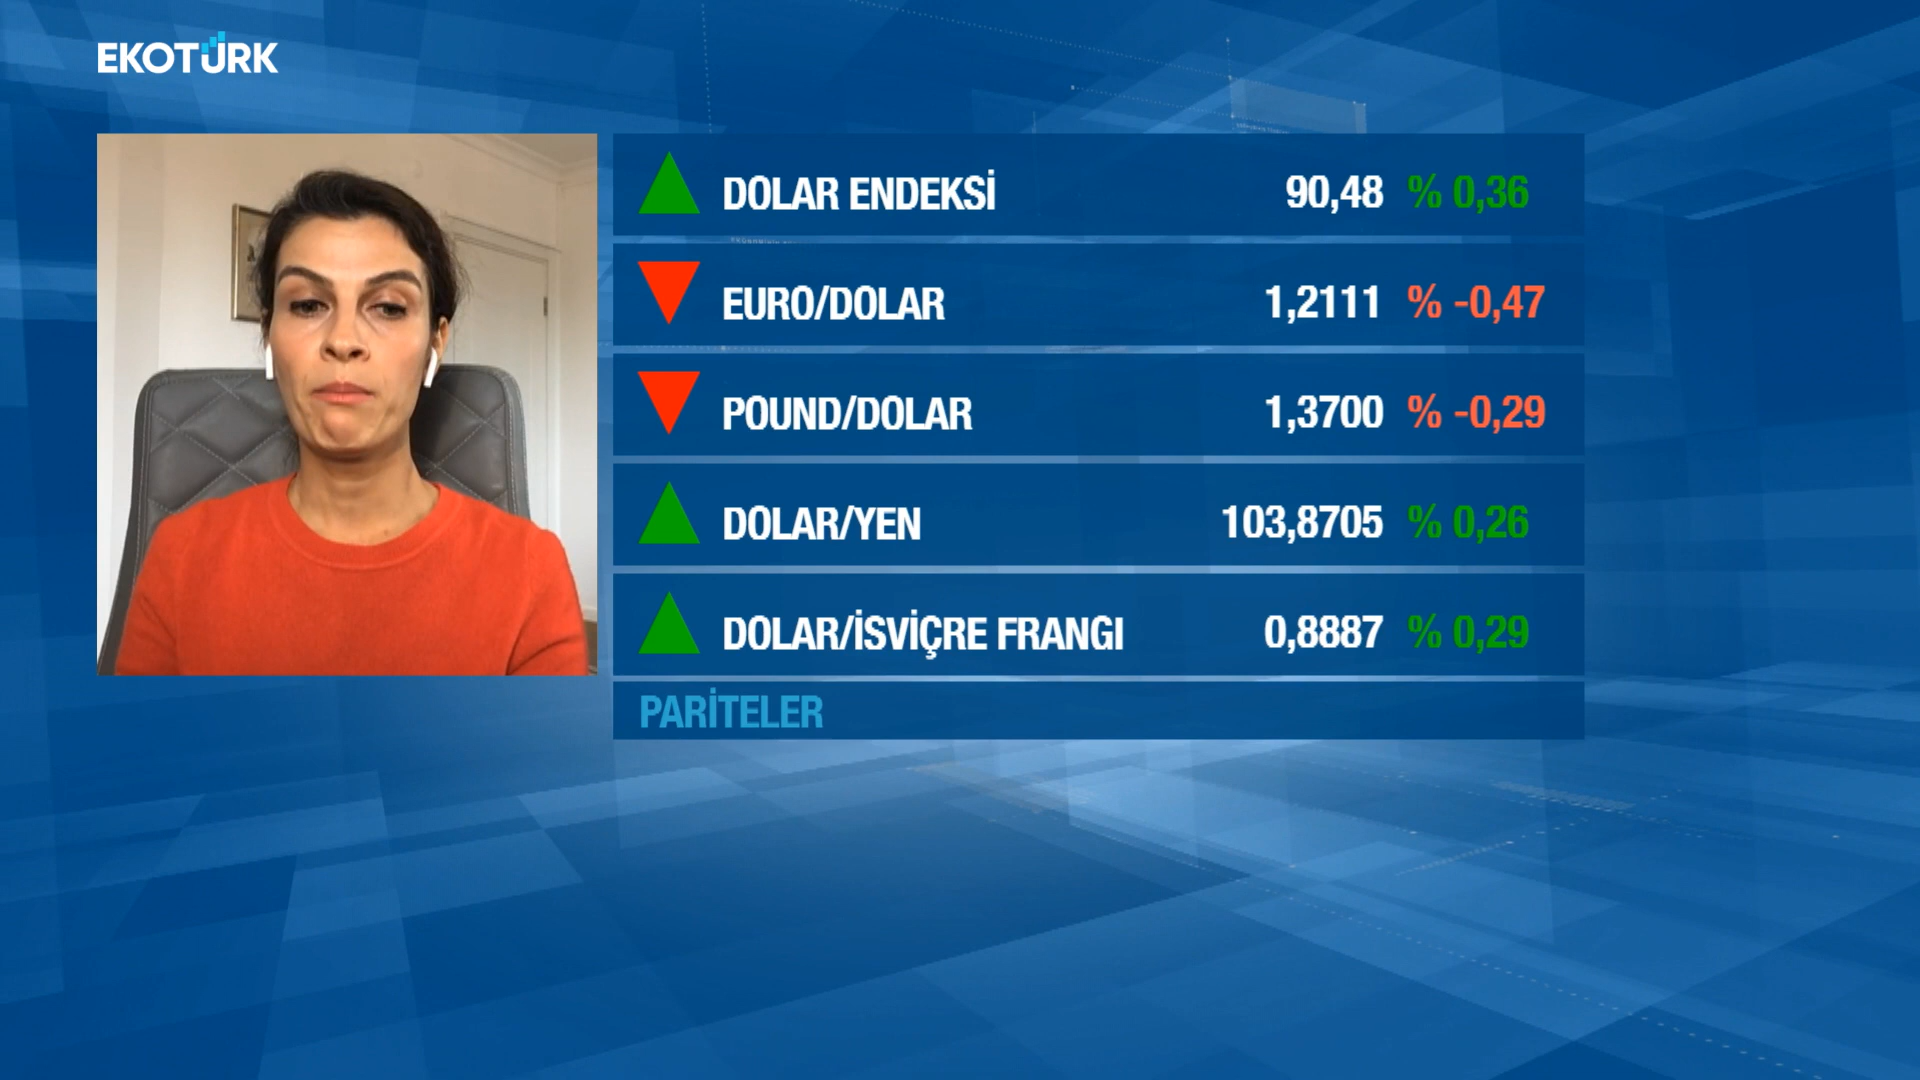 EKOTÜRK
DOLAR ENDEKSİ 90,48 % 0,36
EURO/DOLAR 1,2111 % -0,47
POUND/DOLAR 1,3700 % -0,29
DOLAR/YEN 103,8705 % 0,26
DOLAR/İSVİÇRE FRANGI 0,8887 % 0,29
PARİTELER